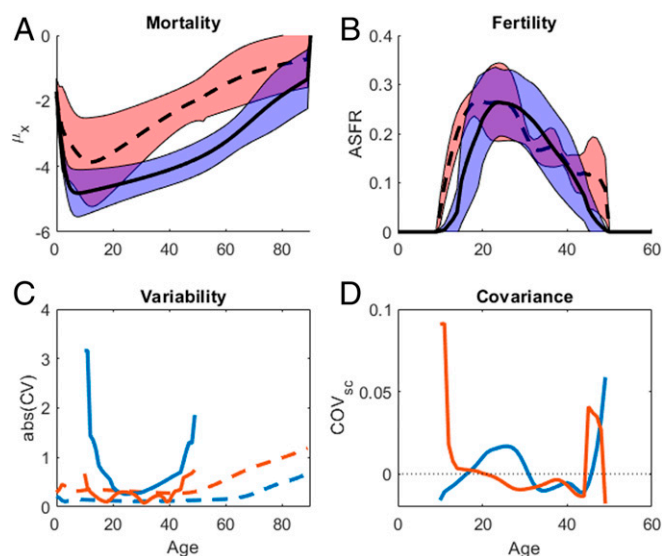 A
Mortality
0
-2
-4
-6
μx
0 20 40 60 80
B
Fertility
0.4
0.3
0.2
0.1
0
ASFR
0 20 40 60
C
Variability
4
3
2
1
0
abs(CV)
0 20 40 60 80
Age
D
Covariance
0.1
0.05
0
COVsc
0 20 40 60
Age